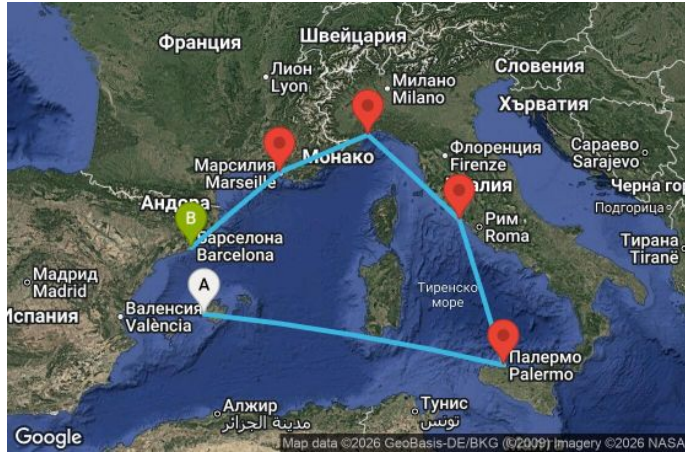 Швейцария
Франция
Словения
Лион
Lyon
Милано
Milano
Хърватия
Марсилия
Marseille
Монако
Флоренция
Firenze
Сараево
Sarajevo
Андора
Подгорица
Рим
Roma
B
Барселона
Barcelona
Тирана
Tiranë
Мадрид
Madrid
A
Тиренско
море
Валенсия
València
Палермо
Palermo
Алжир
مدينة الجزائر
Тунис
تونس
Google
Map data ©2026 GeoBasis-DE/BKG (©2009) Imagery ©2026 NASA